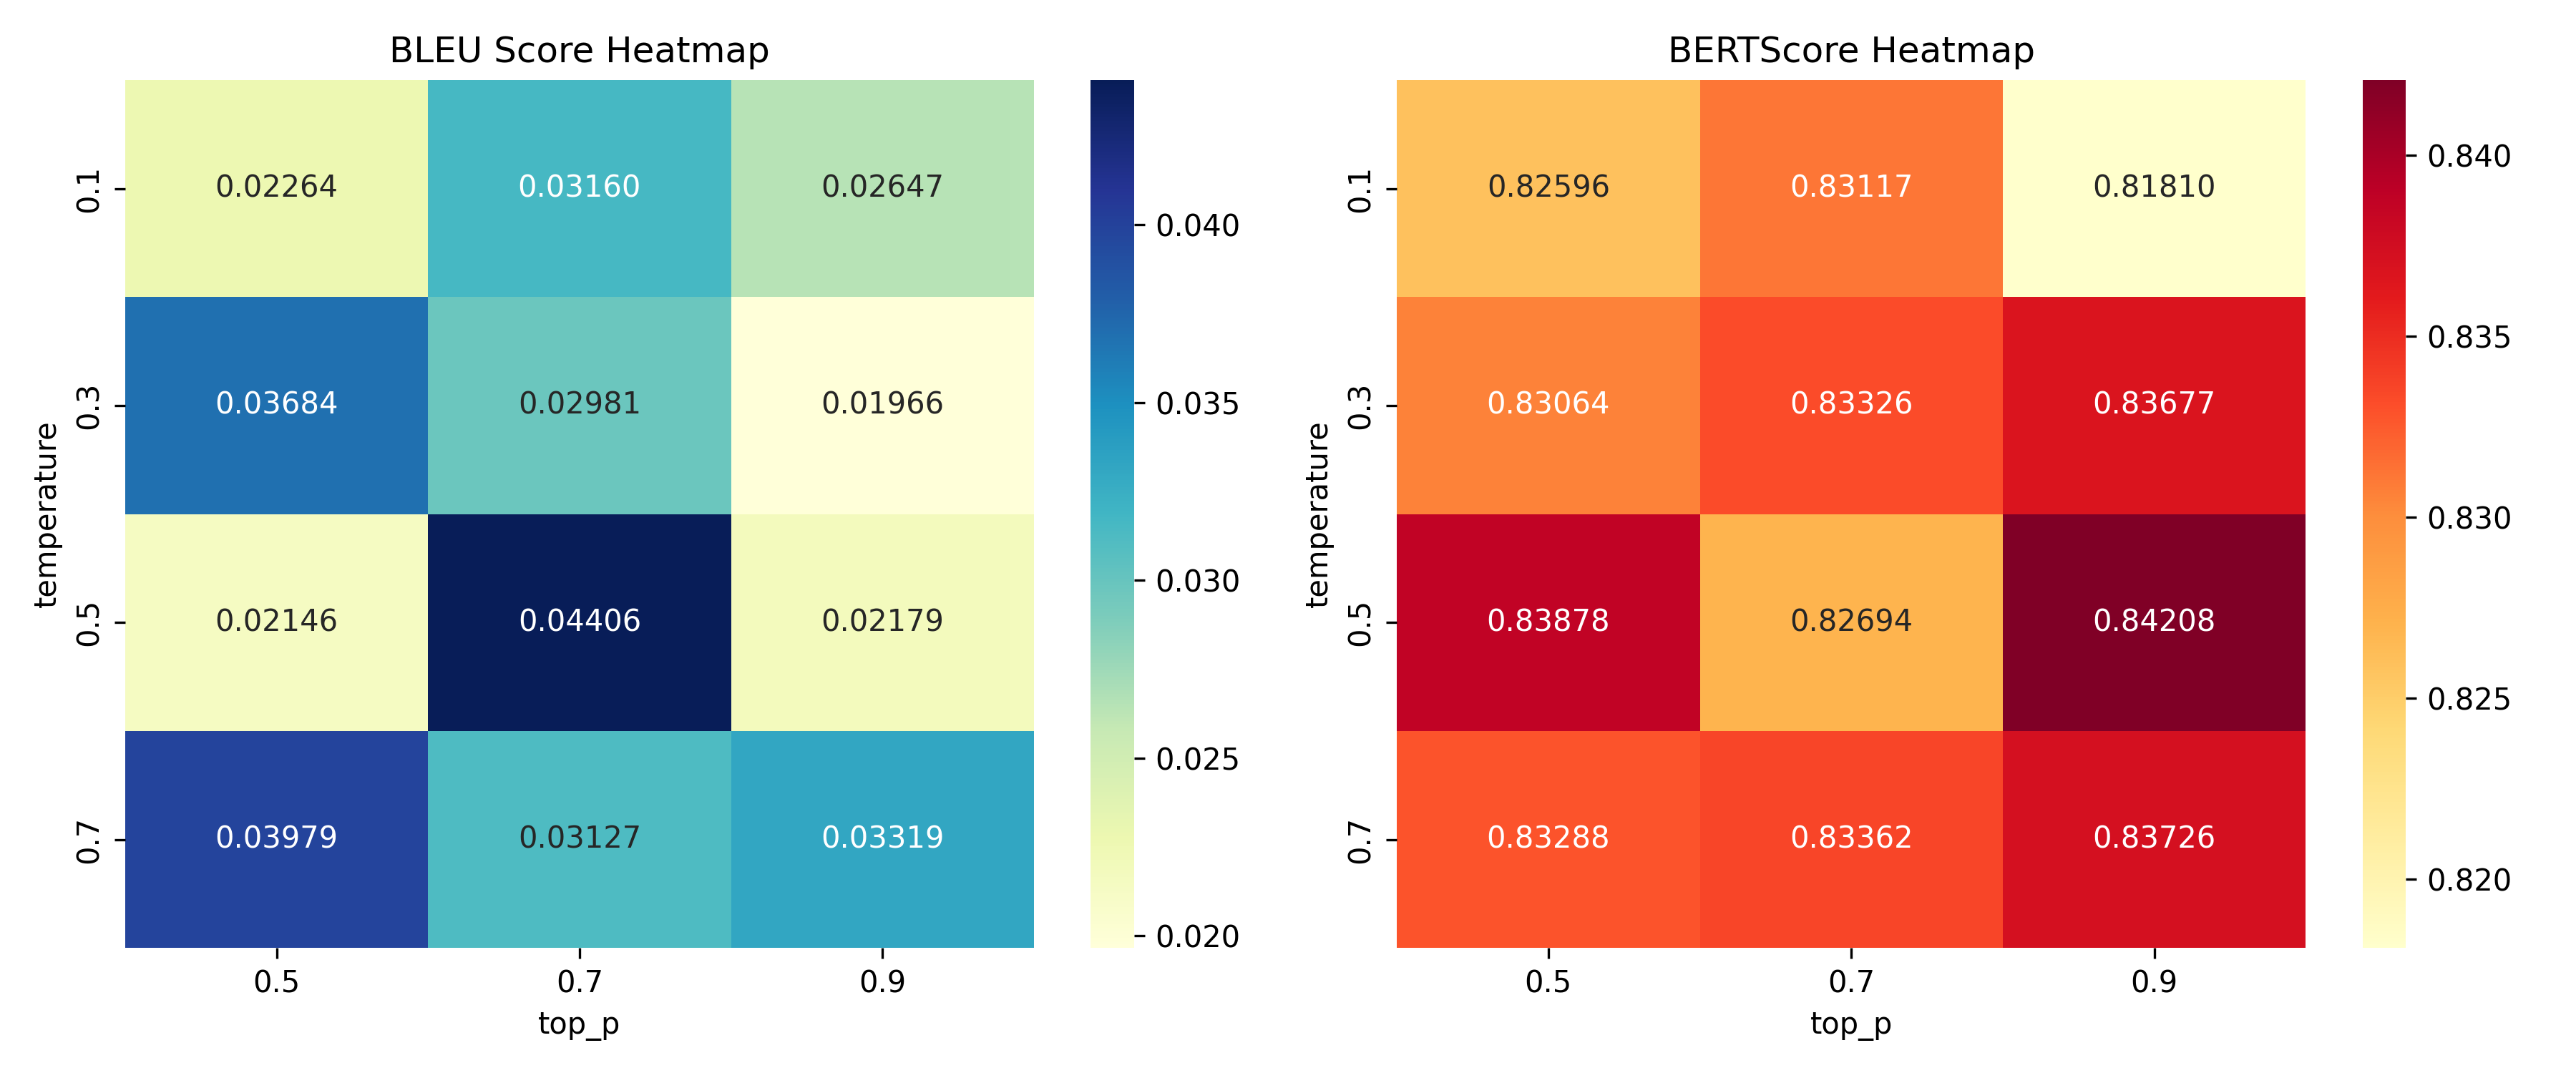 BLEU Score Heatmap
temperature
0.1
0.02264 0.03160 0.02647
0.3
0.03684 0.02981 0.01966
0.5
0.02146 0.04406 0.02179
0.7
0.03979 0.03127 0.03319
0.5 0.7 0.9
top_p
0.040
0.035
0.030
0.025
0.020
BERTScore Heatmap
temperature
0.1
0.82596 0.83117 0.81810
0.3
0.83064 0.83326 0.83677
0.5
0.83878 0.82694 0.84208
0.7
0.83288 0.83362 0.83726
0.5 0.7 0.9
top_p
0.840
0.835
0.830
0.825
0.820